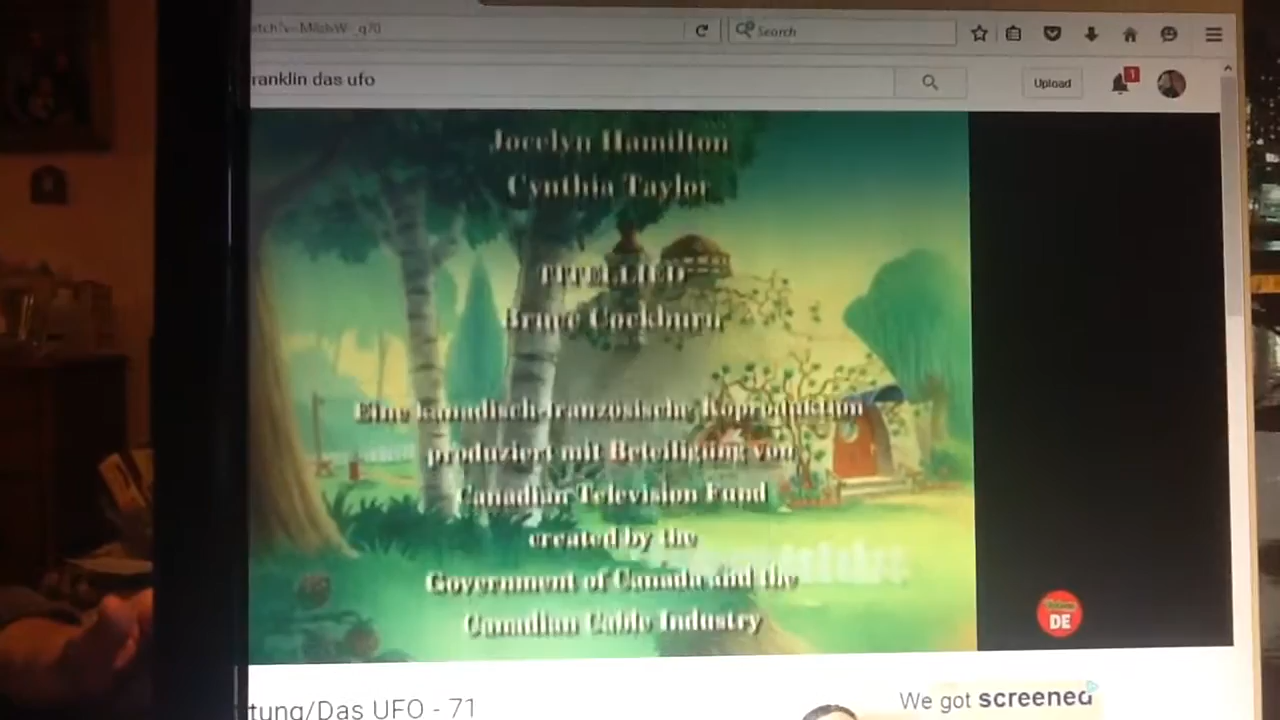 Search
ranklin das ufo
Upload
1
Jocelyn Hamilton
Cynthia Taylor
TITELLIED
Bruce Cockburn
Eine kanadisch-französische Koproduktion
produziert mit Beteiligung von
Canadian Television Fund
created by the
Government of Canada and the
Canadian Cable Industry
DE
tung/Das UFO - 71
We got screened